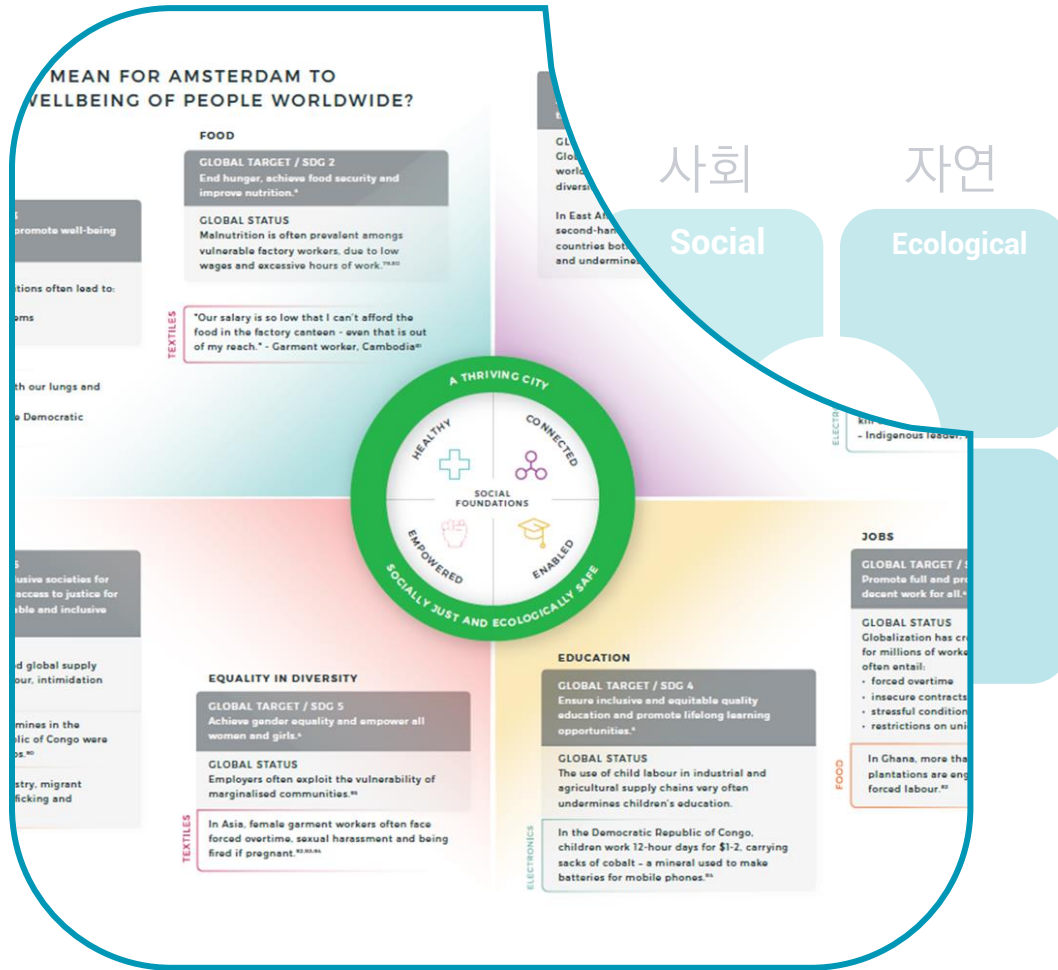 MEAN FOR AMSTERDAM TO
WELLBEING OF PEOPLE WORLDWIDE?
FOOD
GLOBAL TARGET / SDG 2
End hunger, achieve food security and
improve nutrition.
GLOBAL STATUS
Malnutrition is often prevalent amongs
vulnerable factory workers, due to low
wages and excessive hours of work.⁷⁹·⁸⁰
TEXTILES
"Our salary is so low that I can't afford the
food in the factory canteen - even that is out
of my reach." - Garment worker, Cambodia⁸¹
promote well-being
itions often lead to:
ems
th our lungs and
Democratic
In East
second-han
countries both
and undermines
사회
자연
Social
Ecological
- Indigenous leader,
A THRIVING CITY
HEALTHY
CONNECTED
SOCIAL
FOUNDATIONS
EMPOWERED
ENABLED
SOCIALLY JUST AND ECOLOGICALLY SAFE
usive societies for
access to justice for
able and inclusive
d global supply
our, intimidation
mines in the
lic of Congo were
stry, migrant
ficking and
EQUALITY IN DIVERSITY
GLOBAL TARGET / SDG 5
Achieve gender equality and empower all
women and girls.
GLOBAL STATUS
Employers often exploit the vulnerability of
marginalised communities.
TEXTILES
In Asia, female garment workers often face
forced overtime, sexual harassment and being
fired if pregnant.
EDUCATION
GLOBAL TARGET / SDG 4
Ensure inclusive and equitable quality
education and promote lifelong learning
opportunities.
GLOBAL STATUS
The use of child labour in industrial and
agricultural supply chains very often
undermines children's education.
ELECTRONICS
In the Democratic Republic of Congo,
children work 12-hour days for $1-2, carrying
sacks of cobalt - a mineral used to make
batteries for mobile phones.
JOBS
GLOBAL TARGET /
Promote full and pro
decent work for all.
GLOBAL STATUS
Globalization has cr
for millions of worke
often entail:
• forced overtime
• insecure contracts
• stressful condition
• restrictions on uni
FOOD
In Ghana, more tha
plantations are eng
forced labour.